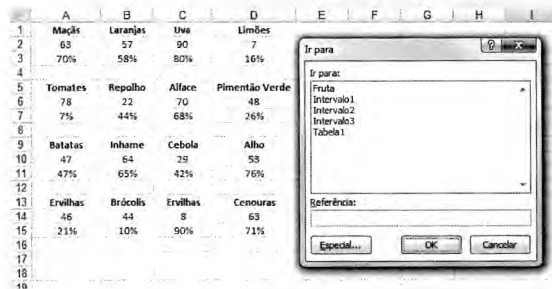 A B C D E F G H I
1 Maçãs Laranjas Uva Limões
2 63 57 90 7
3 70% 58% 80% 16%
4
5 Tomates Repolho Alface Pimentão Verde
6 78 22 70 48
7 7% 44% 68% 26%
8
9 Batatas Inhame Cebola Alho
10 47 64 29 53
11 47% 65% 42% 76%
12
13 Ervilhas Brócolis Ervilhas Cenouras
14 46 44 8 63
15 21% 10% 90% 71%
16
17
18
19
Ir para
Ir para:
Fruta
Intervalo1
Intervalo2
Intervalo3
Tabela1
Referência:
Especial... OK Cancelar